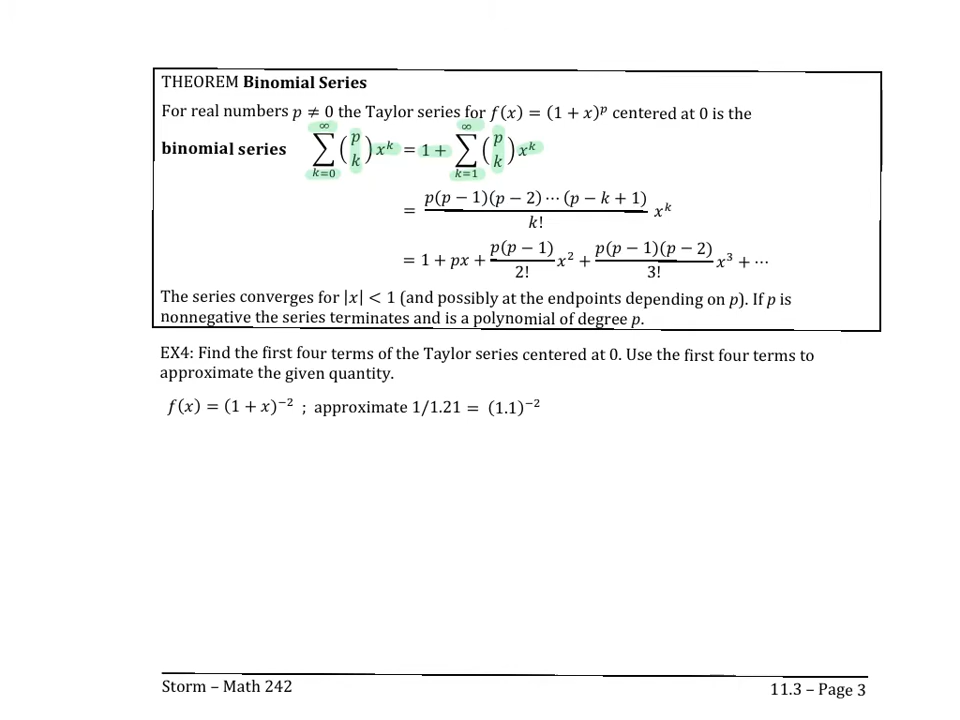 THEOREM Binomial Series
For real numbers p ≠ 0 the Taylor series for f(x) = (1 + x)^p centered at 0 is the
binomial series ∑_{k=0}^{∞} (p k) x^k = 1 + ∑_{k=1}^{∞} (p k) x^k
= p(p − 1)(p − 2) ⋯ (p − k + 1) / k! x^k
= 1 + px + p(p − 1) / 2! x^2 + p(p − 1)(p − 2) / 3! x^3 + ⋯
The series converges for |x| < 1 (and possibly at the endpoints depending on p). If p is
nonnegative the series terminates and is a polynomial of degree p.
EX4: Find the first four terms of the Taylor series centered at 0. Use the first four terms to
approximate the given quantity.
f(x) = (1 + x)^−2 ; approximate 1/1.21 = (1.1)^−2
Storm – Math 242
11.3 – Page 3